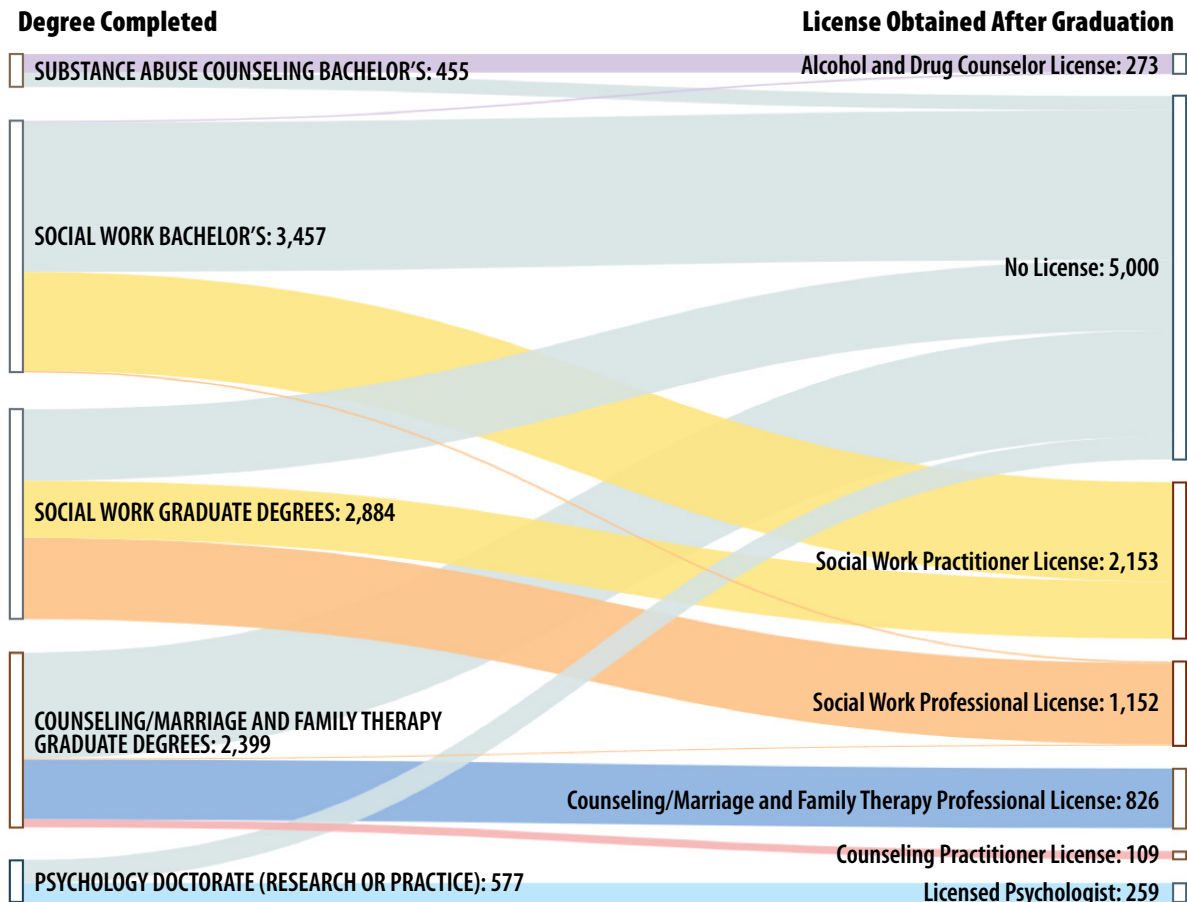 Degree Completed
License Obtained After Graduation
SUBSTANCE ABUSE COUNSELING BACHELOR'S: 455
Alcohol and Drug Counselor License: 273
SOCIAL WORK BACHELOR'S: 3,457
No License: 5,000
SOCIAL WORK GRADUATE DEGREES: 2,884
Social Work Practitioner License: 2,153
Social Work Professional License: 1,152
COUNSELING/MARRIAGE AND FAMILY THERAPY
GRADUATE DEGREES: 2,399
Counseling/Marriage and Family Therapy Professional License: 826
Counseling Practitioner License: 109
PSYCHOLOGY DOCTORATE (RESEARCH OR PRACTICE): 577
Licensed Psychologist: 259